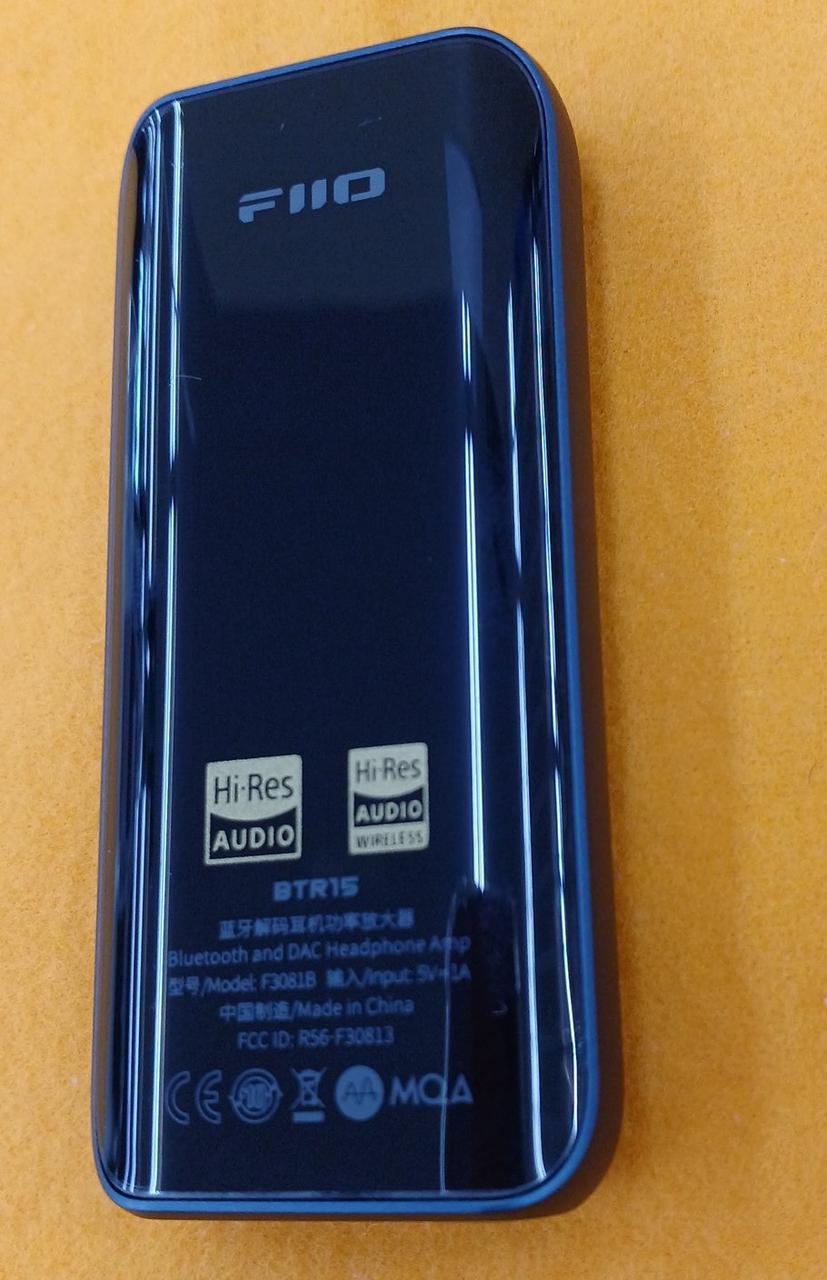 FIIO
Hi-Res
AUDIO
Hi-Res
AUDIO
WIRELESS
BTR15
蓝牙解码耳机功率放大器
Bluetooth and DAC Headphone Amp
型号/Model: F3081B 输入/Input: 5V⎓1A
中国制造/Made in China
FCC ID: RS6-F30813
CE MQA